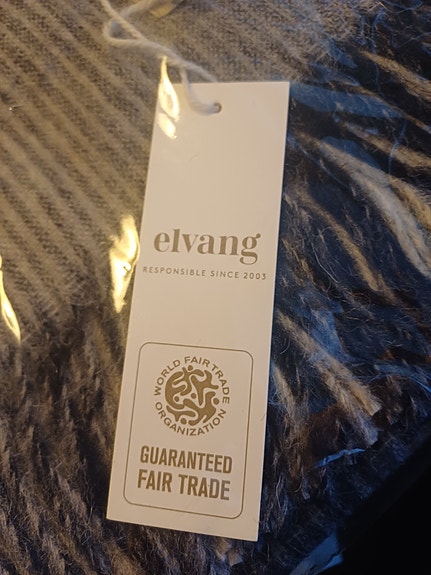 elvang
RESPONSIBLE SINCE 2003
WORLD FAIR TRADE
ORGANIZATION
GUARANTEED
FAIR TRADE